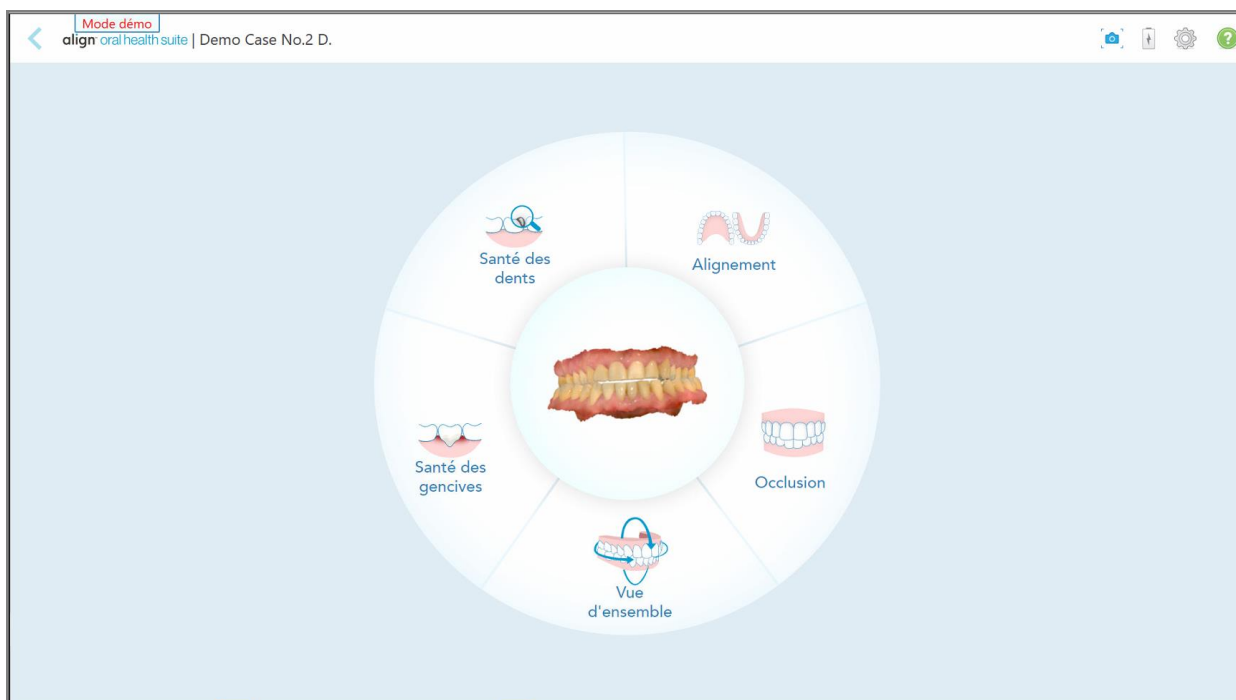 Mode démo
align oral health suite | Demo Case No.2 D.
?
Santé des
dents
Alignement
Santé des
gencives
Occlusion
Vue
d'ensemble